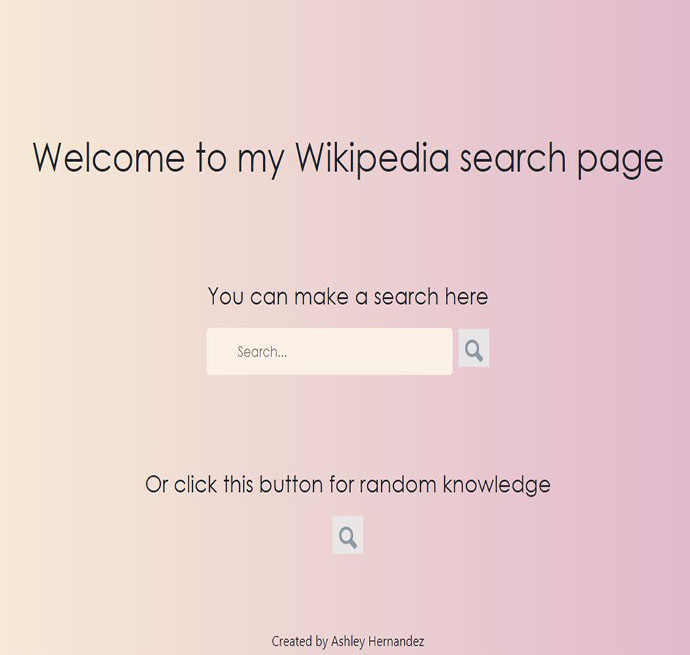 Welcome to my Wikipedia search page
You can make a search here
Search...
Or click this button for random knowledge
Created by Ashley Hernandez